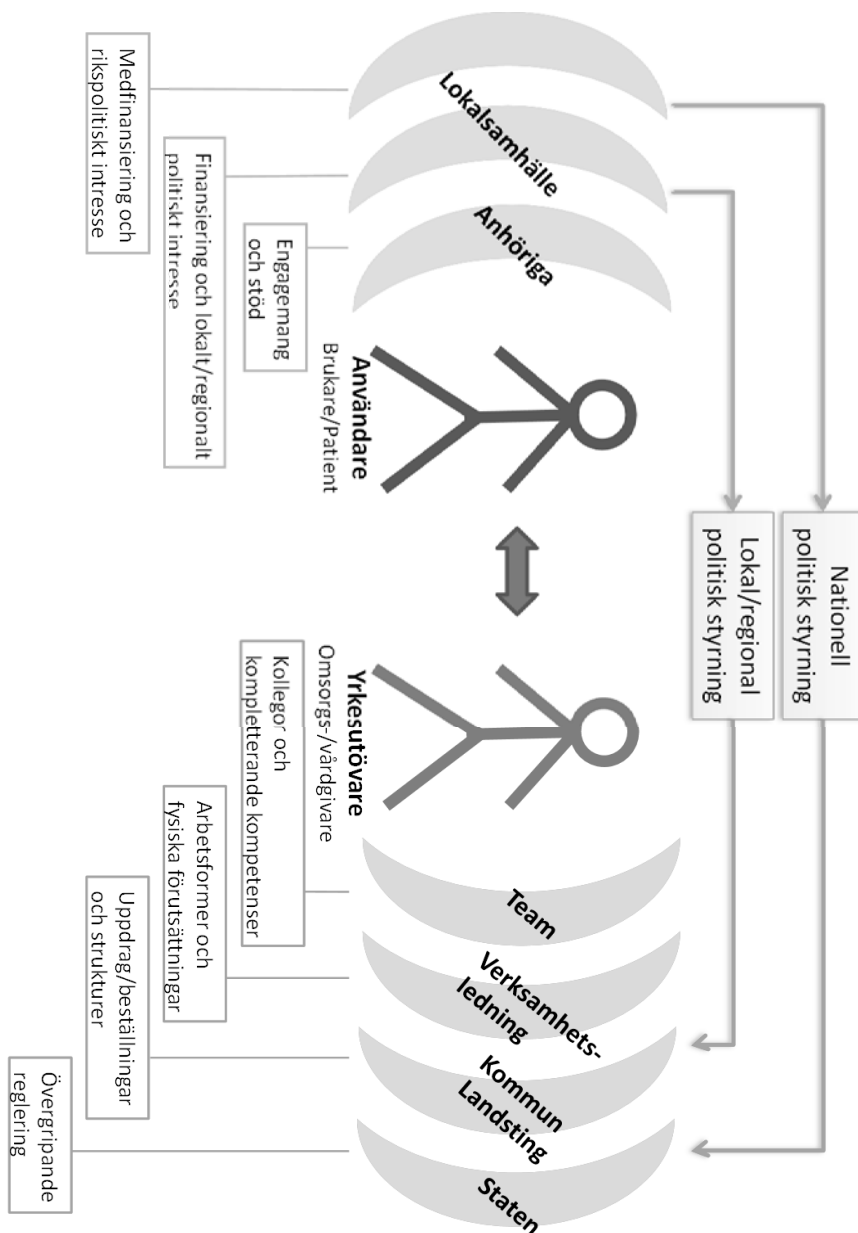 Nationell
politisk styrning
Lokal/regional
politisk styrning
Lokalsamhälle
Anhöriga
Team
Verksamhets-
ledning
Kommun
Landsting
Staten
Användare
Brukare/Patient
Yrkesutövare
Omsorgs-/vårdgivare
Engagemang
och stöd
Kollegor och
kompletterande kompetenser
Finansiering och lokalt/regionalt
politiskt intresse
Arbetsformer och
fysiska förutsättningar
Medfinansiering och
rikspolitiskt intresse
Uppdrag/beställningar
och strukturer
Övergripande
reglering